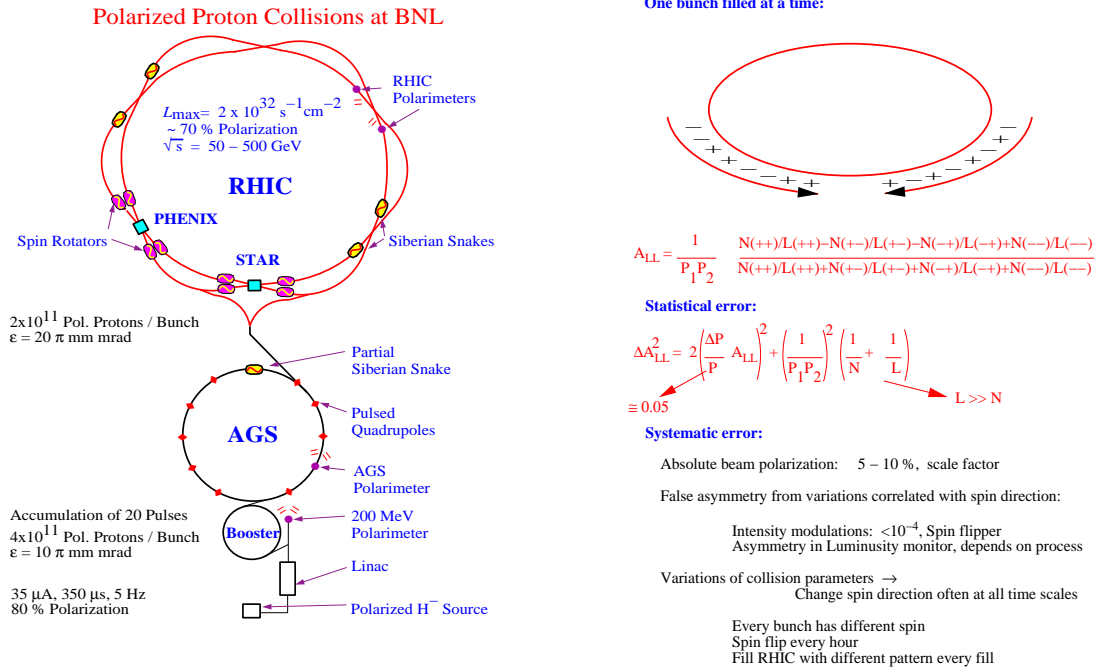 Polarized Proton Collisions at BNL
RHIC
Polarimeters
Lmax= 2 x 10^32 s^−1 cm^−2
~ 70 % Polarization
√s = 50 − 500 GeV
RHIC
PHENIX
Spin Rotators
Siberian Snakes
STAR
2x10^11 Pol. Protons / Bunch
ε = 20 π mm mrad
Partial
Siberian Snake
Pulsed
Quadrupoles
AGS
AGS
Polarimeter
Accumulation of 20 Pulses
4x10^11 Pol. Protons / Bunch
ε = 10 π mm mrad
Booster
200 MeV
Polarimeter
Linac
35 μA, 350 μs, 5 Hz
80 % Polarization
Polarized H^− Source
One bunch filled at a time:
A_LL = 1/(P_1P_2) (N(++)/L(++)−N(+−)/L(+−)−N(−+)/L(−+)+N(−−)/L(−−))/(N(++)/L(++)+N(+−)/L(+−)+N(−+)/L(−+)+N(−−)/L(−−))
Statistical error:
ΔA²_LL = 2(ΔP/P A_LL)² + (1/(P_1P_2))² (1/N + 1/L)
≅ 0.05
L >> N
Systematic error:
Absolute beam polarization: 5 − 10 %, scale factor
False asymmetry from variations correlated with spin direction:
Intensity modulations: <10^−4, Spin flipper
Asymmetry in Luminusity monitor, depends on process
Variations of collision parameters →
Change spin direction often at all time scales
Every bunch has different spin
Spin flip every hour
Fill RHIC with different pattern every fill